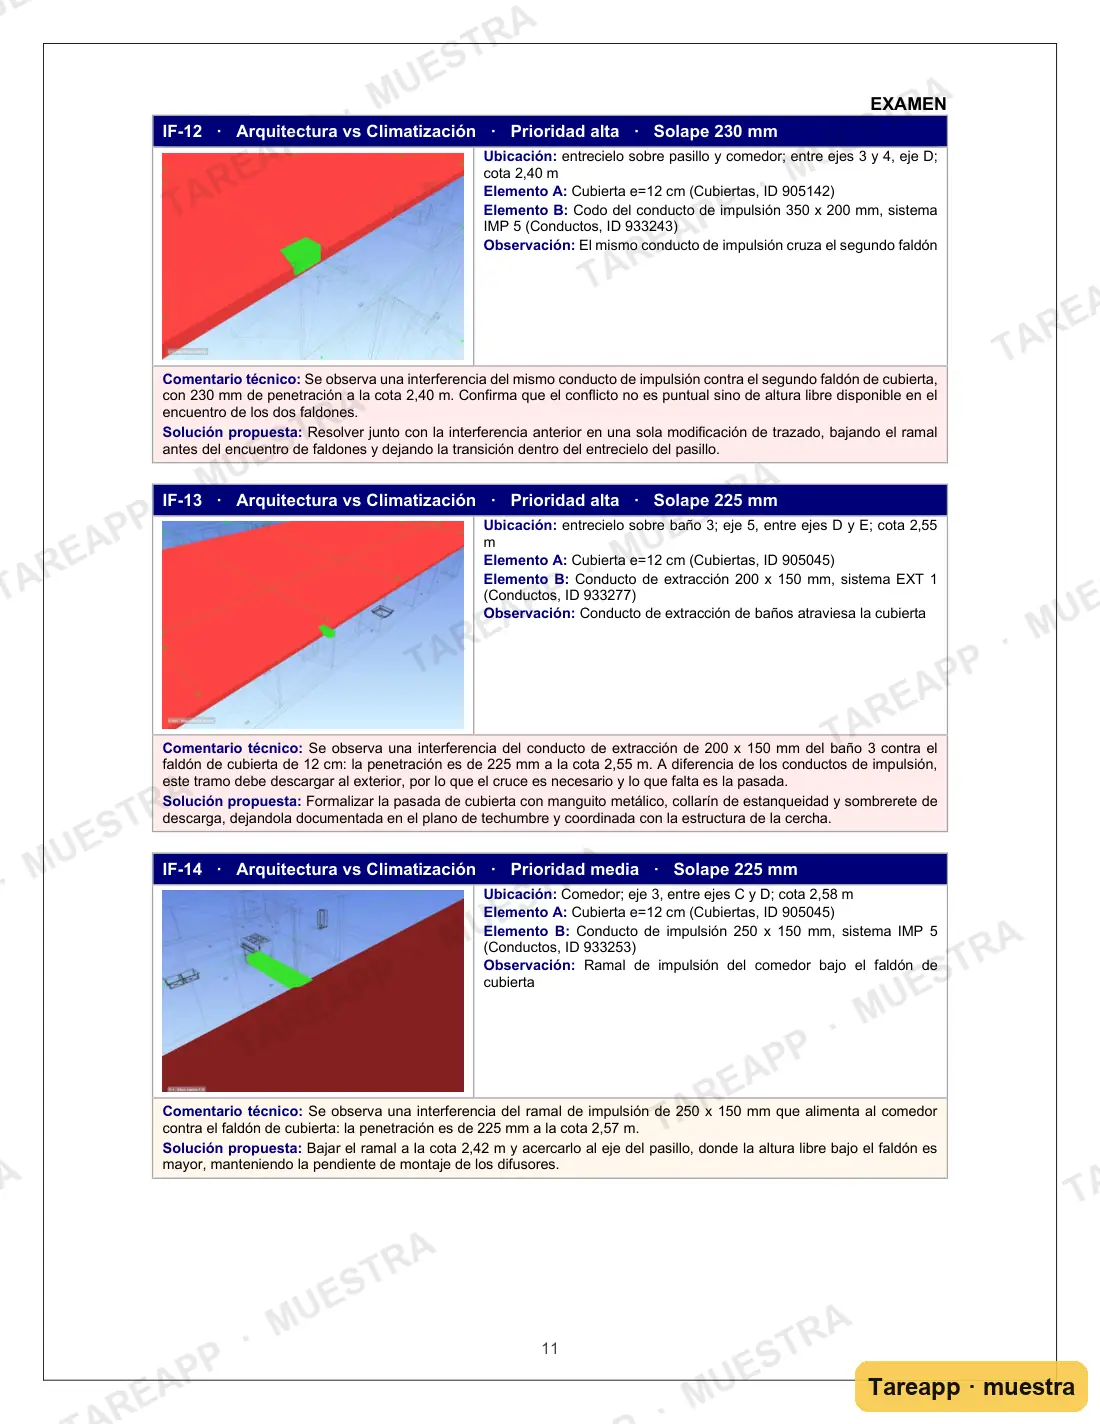 EXAMEN
IF-12 · Arquitectura vs Climatización · Prioridad alta · Solape 230 mm
Ubicación: entrecielo sobre pasillo y comedor; entre ejes 3 y 4, eje D;
cota 2,40 m
Elemento A: Cubierta e=12 cm (Cubiertas, ID 905142)
Elemento B: Codo del conducto de impulsión 350 x 200 mm, sistema
IMP 5 (Conductos, ID 933243)
Observación: El mismo conducto de impulsión cruza el segundo faldón
Comentario técnico: Se observa una interferencia del mismo conducto de impulsión contra el segundo faldón de cubierta,
con 230 mm de penetración a la cota 2,40 m. Confirma que el conflicto no es puntual sino de altura libre disponible en el
encuentro de los dos faldones.
Solución propuesta: Resolver junto con la interferencia anterior en una sola modificación de trazado, bajando el ramal
antes del encuentro de faldones y dejando la transición dentro del entrecielo del pasillo.
IF-13 · Arquitectura vs Climatización · Prioridad alta · Solape 225 mm
Ubicación: entrecielo sobre baño 3; eje 5, entre ejes D y E; cota 2,55
m
Elemento A: Cubierta e=12 cm (Cubiertas, ID 905045)
Elemento B: Conducto de extracción 200 x 150 mm, sistema EXT 1
(Conductos, ID 933277)
Observación: Conducto de extracción de baños atraviesa la cubierta
Comentario técnico: Se observa una interferencia del conducto de extracción de 200 x 150 mm del baño 3 contra el
faldón de cubierta de 12 cm: la penetración es de 225 mm a la cota 2,55 m. A diferencia de los conductos de impulsión,
este tramo debe descargar al exterior, por lo que el cruce es necesario y lo que falta es la pasada.
Solución propuesta: Formalizar la pasada de cubierta con manguito metálico, collarín de estanqueidad y sombrerete de
descarga, dejandola documentada en el plano de techumbre y coordinada con la estructura de la cercha.
IF-14 · Arquitectura vs Climatización · Prioridad media · Solape 225 mm
Ubicación: Comedor; eje 3, entre ejes C y D; cota 2,58 m
Elemento A: Cubierta e=12 cm (Cubiertas, ID 905045)
Elemento B: Conducto de impulsión 250 x 150 mm, sistema IMP 5
(Conductos, ID 933253)
Observación: Ramal de impulsión del comedor bajo el faldón de
cubierta
Comentario técnico: Se observa una interferencia del ramal de impulsión de 250 x 150 mm que alimenta al comedor
contra el faldón de cubierta: la penetración es de 225 mm a la cota 2,57 m.
Solución propuesta: Bajar el ramal a la cota 2,42 m y acercarlo al eje del pasillo, donde la altura libre bajo el faldón es
mayor, manteniendo la pendiente de montaje de los difusores.
11
Tareapp · muestra
TAREAPP · MUESTRA